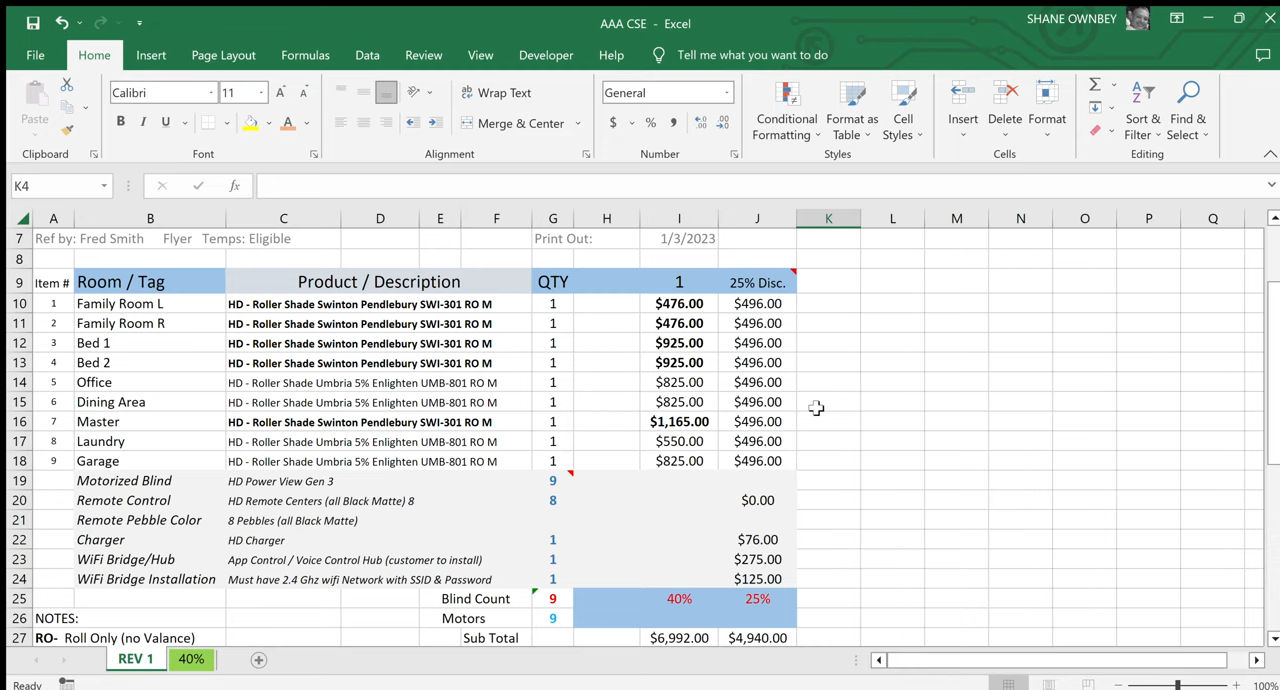 AAA CSE - Excel
SHANE OWNBEY
File Home Insert Page Layout Formulas Data Review View Developer Help Tell me what you want to do
Calibri 11 Wrap Text General
Paste B I U Merge & Center $ % Conditional Formatting Format as Table Cell Styles Insert Delete Format Sort & Filter Find & Select
Clipboard Font Alignment Number Styles Cells Editing
K4 fx
A B C D E F G H I J K L M N O P Q
7 Ref by: Fred Smith Flyer Temps: Eligible Print Out: 1/3/2023
8
9 Item # Room / Tag Product / Description QTY 1 25% Disc.
10 1 Family Room L HD - Roller Shade Swinton Pendlebury SWI-301 RO M 1 $476.00 $496.00
11 2 Family Room R HD - Roller Shade Swinton Pendlebury SWI-301 RO M 1 $476.00 $496.00
12 3 Bed 1 HD - Roller Shade Swinton Pendlebury SWI-301 RO M 1 $925.00 $496.00
13 4 Bed 2 HD - Roller Shade Swinton Pendlebury SWI-301 RO M 1 $925.00 $496.00
14 5 Office HD - Roller Shade Umbria 5% Enlighten UMB-801 RO M 1 $825.00 $496.00
15 6 Dining Area HD - Roller Shade Umbria 5% Enlighten UMB-801 RO M 1 $825.00 $496.00
16 7 Master HD - Roller Shade Swinton Pendlebury SWI-301 RO M 1 $1,165.00 $496.00
17 8 Laundry HD - Roller Shade Umbria 5% Enlighten UMB-801 RO M 1 $550.00 $496.00
18 9 Garage HD - Roller Shade Umbria 5% Enlighten UMB-801 RO M 1 $825.00 $496.00
19 Motorized Blind HD Power View Gen 3 9
20 Remote Control HD Remote Centers (all Black Matte) 8 8 $0.00
21 Remote Pebble Color 8 Pebbles (all Black Matte)
22 Charger HD Charger 1 $76.00
23 WiFi Bridge/Hub App Control / Voice Control Hub (customer to install) 1 $275.00
24 WiFi Bridge Installation Must have 2.4 Ghz wifi Network with SSID & Password 1 $125.00
25 Blind Count 9 40% 25%
26 NOTES: Motors 9
27 RO- Roll Only (no Valance) Sub Total $6,992.00 $4,940.00
REV 1 40%
Ready 100%